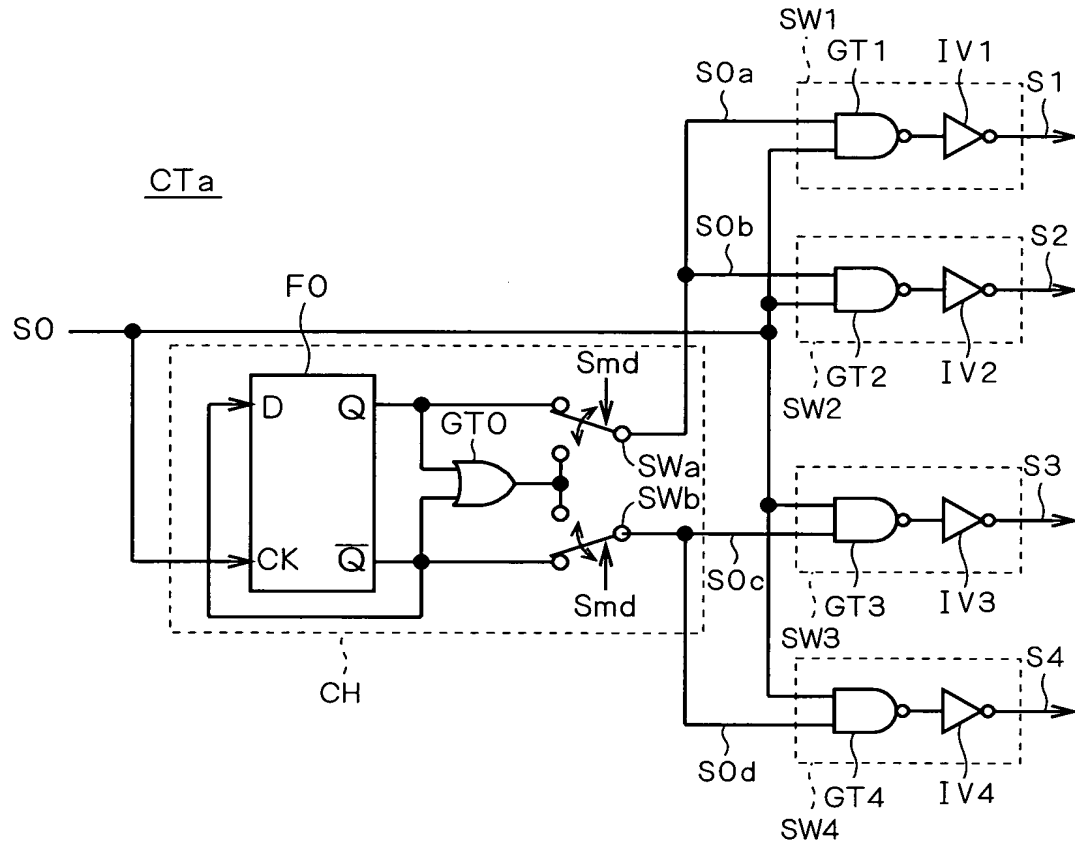 SW1
GT1
IV1
S0a
S1
CTa
S0b
S2
F0
S0
Smd
GT2
IV2
D
Q
GT0
SW2
SWa
S3
SWb
CK
Q̅
S0c
Smd
GT3
IV3
SW3
S4
CH
S0d
GT4
IV4
SW4